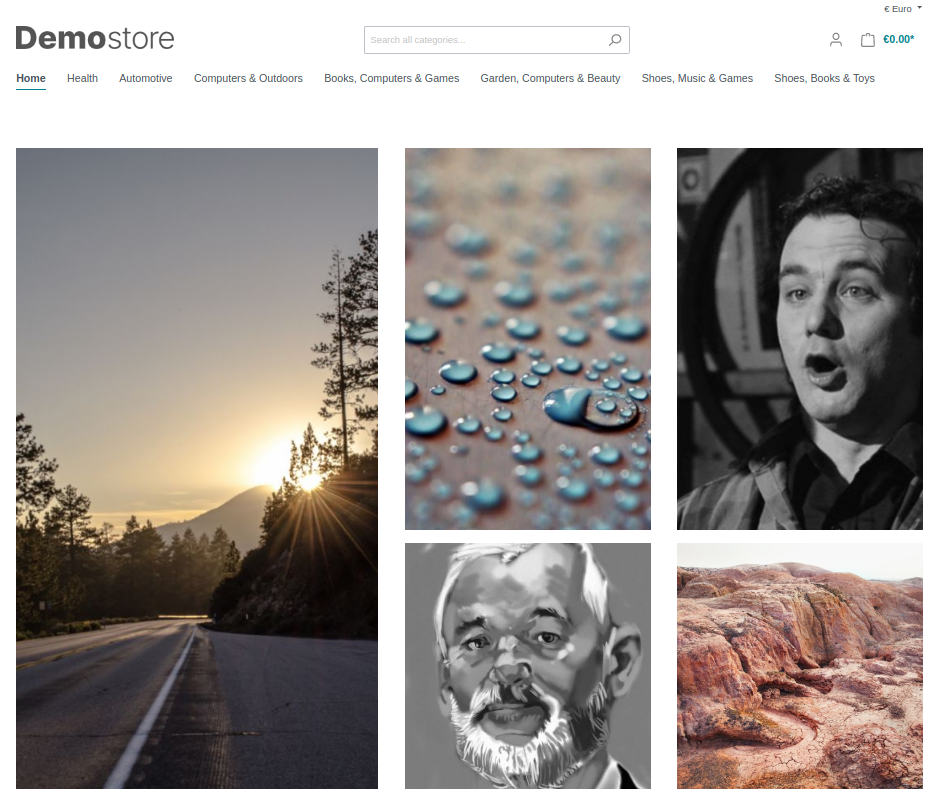 € Euro
Demostore
Search all categories...
€0.00*
Home Health Automotive Computers & Outdoors Books, Computers & Games Garden, Computers & Beauty Shoes, Music & Games Shoes, Books & Toys